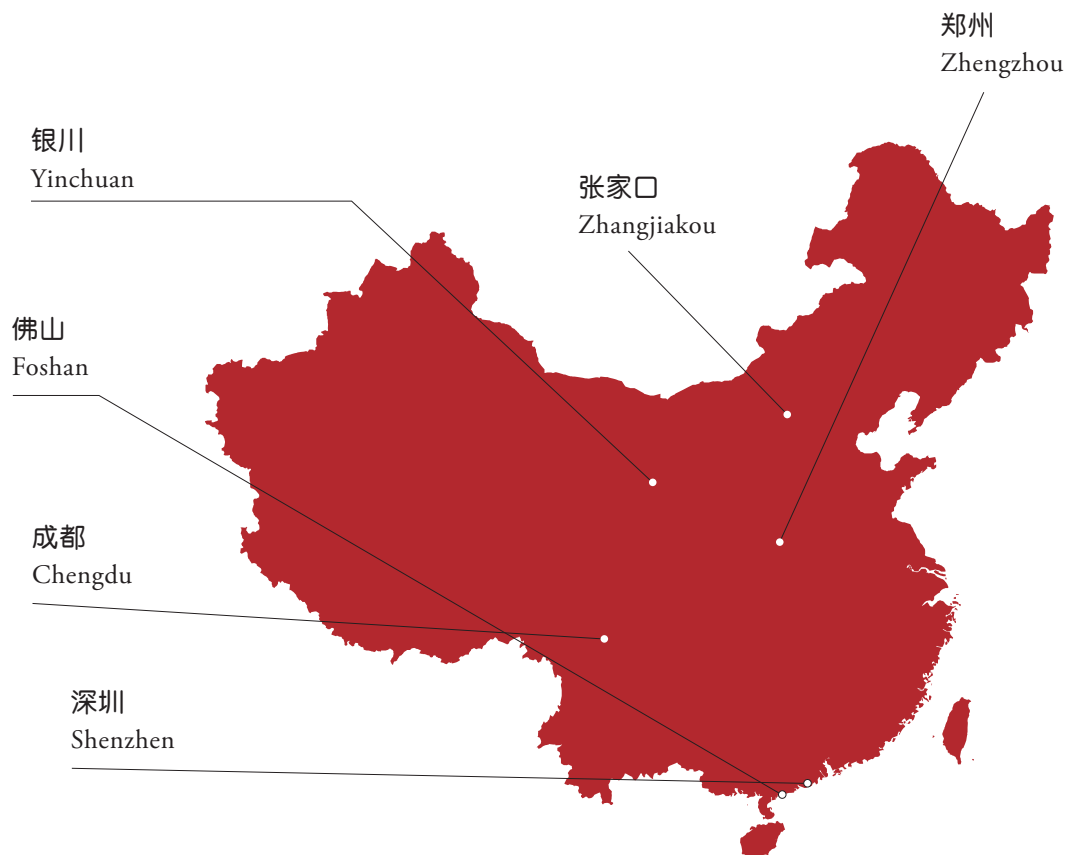 郑州
Zhengzhou
银川
Yinchuan
张家口
Zhangjiakou
佛山
Foshan
成都
Chengdu
深圳
Shenzhen